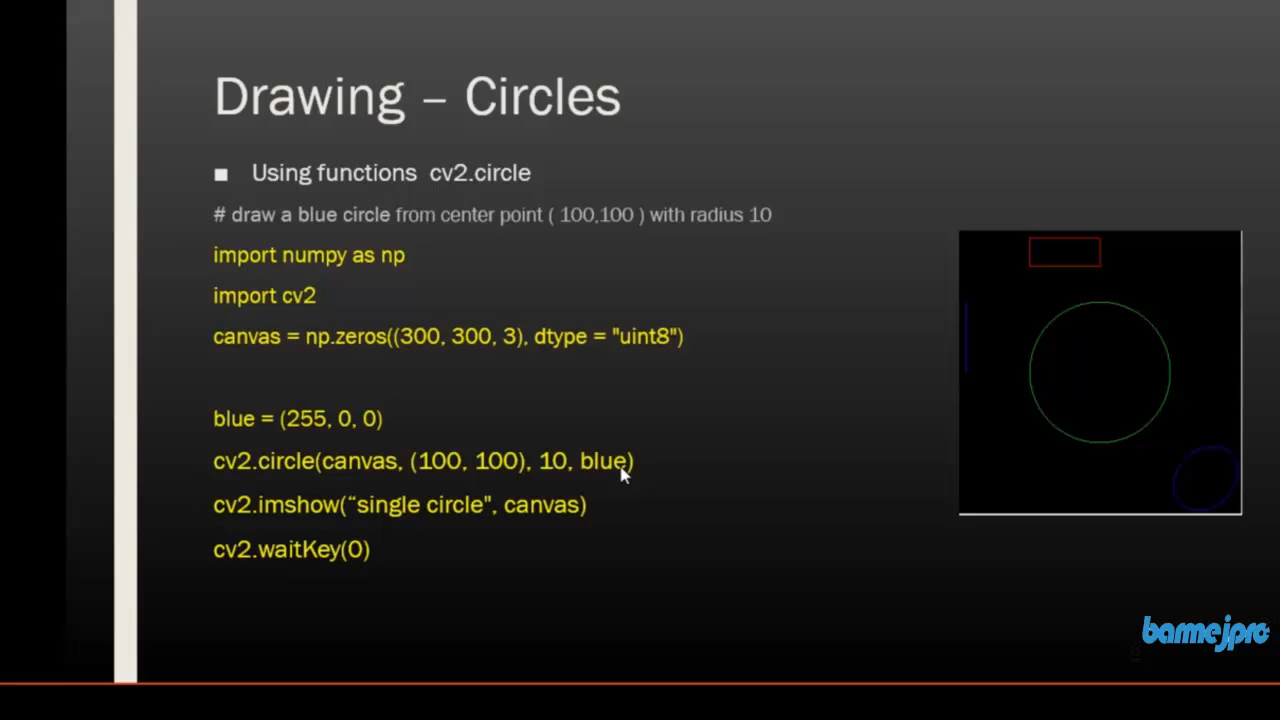 Drawing – Circles
■ Using functions cv2.circle
# draw a blue circle from center point ( 100,100 ) with radius 10
import numpy as np
import cv2
canvas = np.zeros((300, 300, 3), dtype = "uint8")
blue = (255, 0, 0)
cv2.circle(canvas, (100, 100), 10, blue)
cv2.imshow(“single circle", canvas)
cv2.waitKey(0)
barmejpro